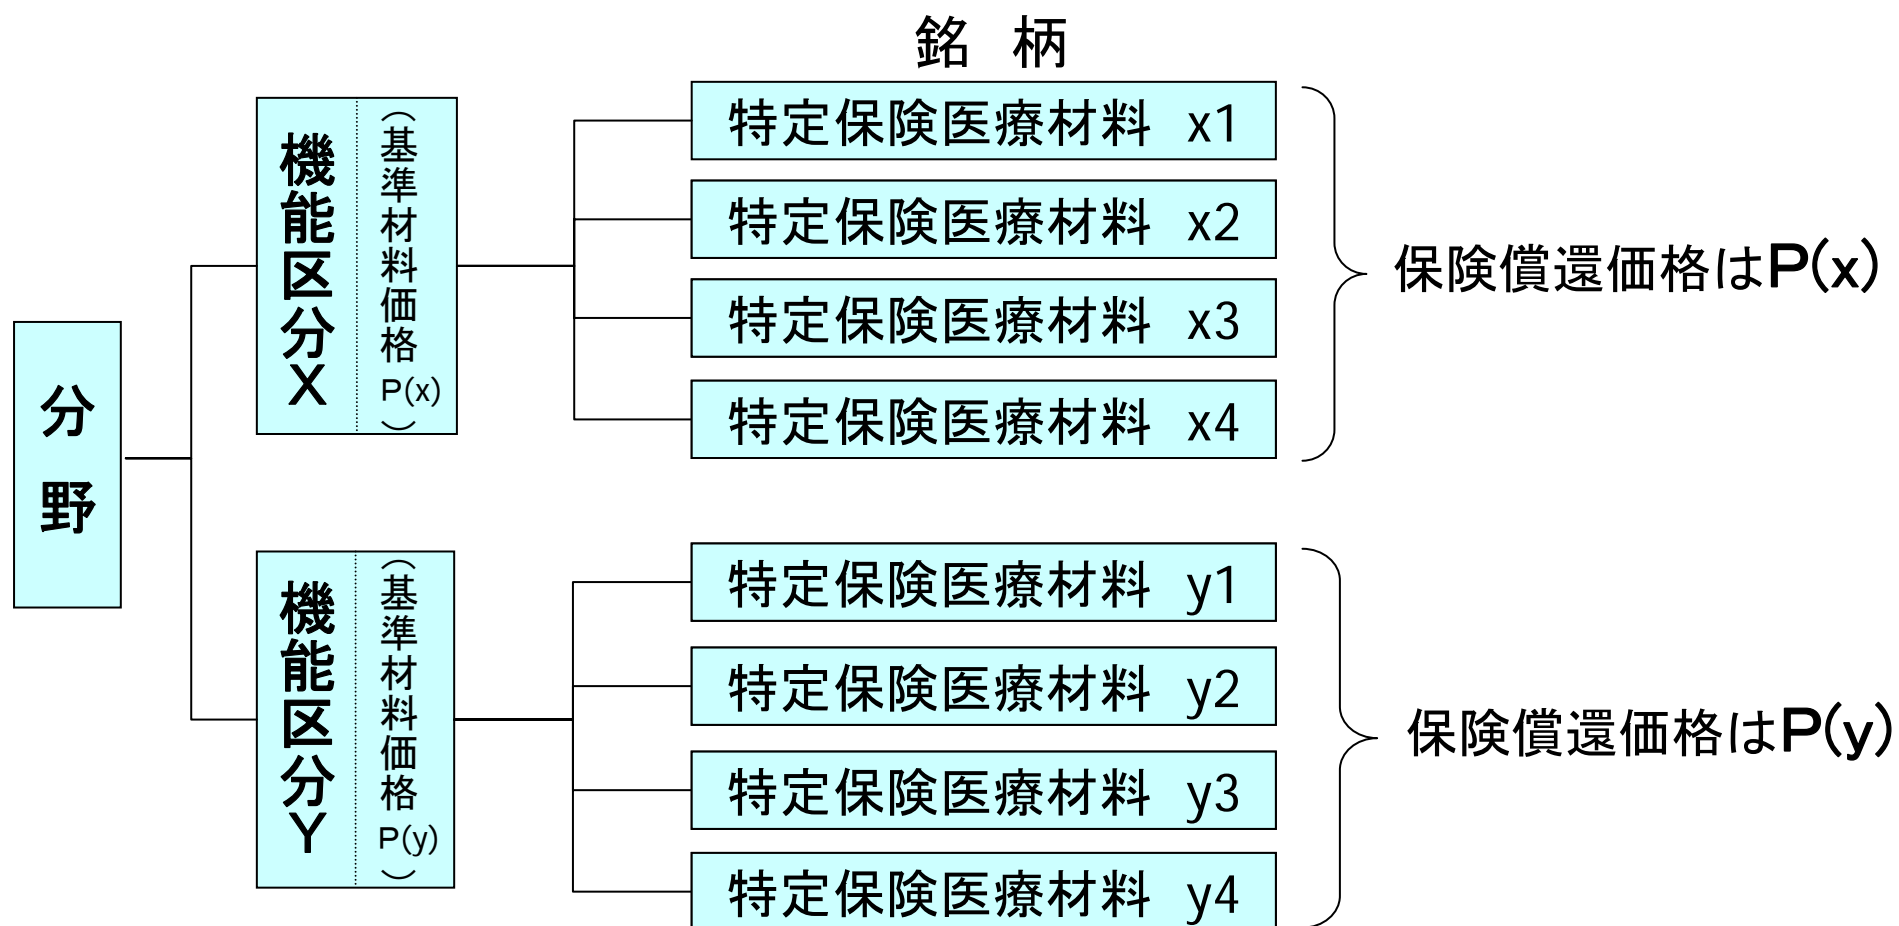 銘　柄
分野
機能区分X
（基準材料価格P(x)）
特定保険医療材料　x1
特定保険医療材料　x2
特定保険医療材料　x3
特定保険医療材料　x4
保険償還価格はP(x)
機能区分Y
（基準材料価格P(y)）
特定保険医療材料　y1
特定保険医療材料　y2
特定保険医療材料　y3
特定保険医療材料　y4
保険償還価格はP(y)